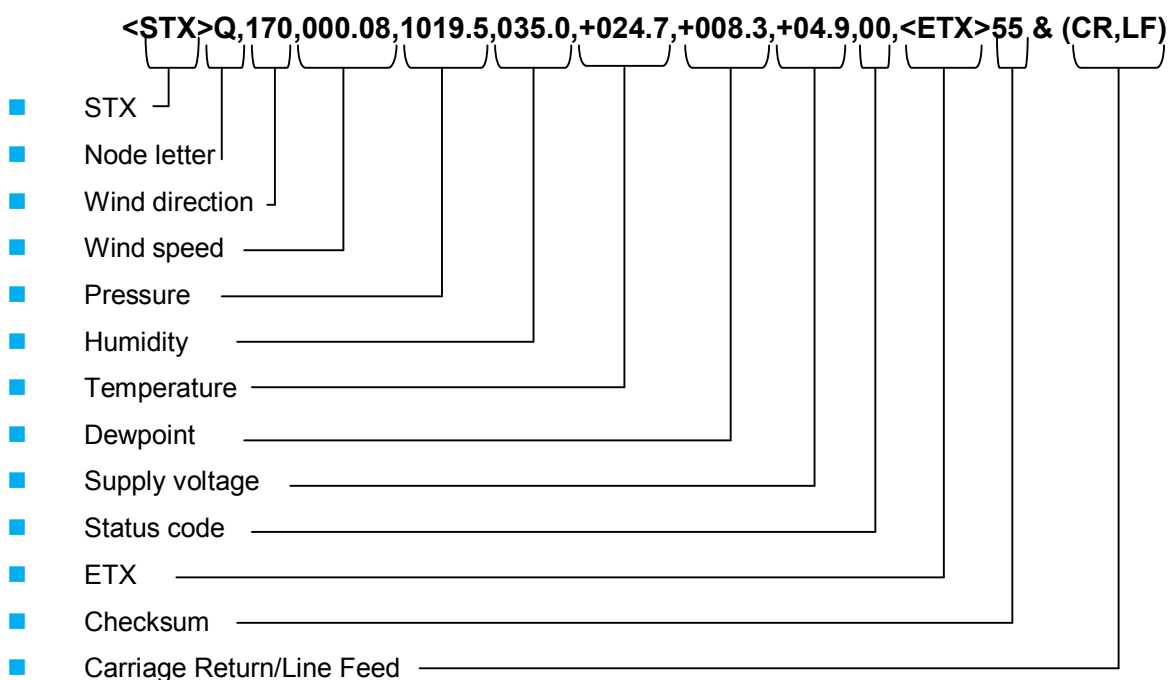 <STX>Q,170,000.08,1019.5,035.0,+024.7,+008.3,+04.9,00,<ETX>55 & (CR,LF)
STX
Node letter
Wind direction
Wind speed
Pressure
Humidity
Temperature
Dewpoint
Supply voltage
Status code
ETX
Checksum
Carriage Return/Line Feed